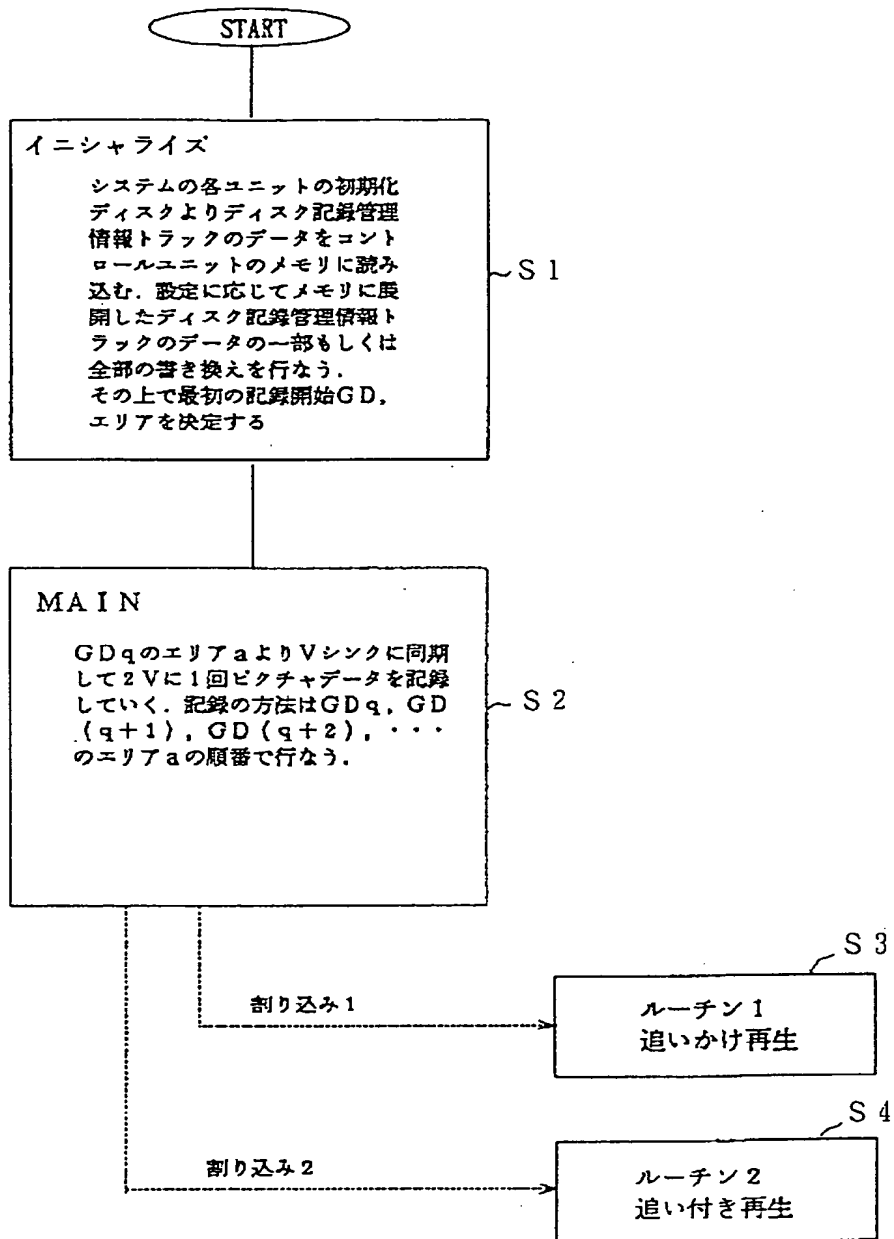 START
イニシャライズ
システムの各ユニットの初期化
ディスクよりディスク記録管理
情報トラックのデータをコント
ロールユニットのメモリに読み
込む.設定に応じてメモリに展
開したディスク記録管理情報ト
ラックのデータの一部もしくは
全部の書き換えを行なう.
その上で最初の記録開始GD,
エリアを決定する
S1
MAIN
GDqのエリアaよりVシンクに同期
して2Vに1回ピクチャデータを記録
していく.記録の方法はGDq,GD
(q+1),GD(q+2),・・・
のエリアaの順番で行なう.
S2
S3
割り込み1
ルーチン1
追いかけ再生
S4
割り込み2
ルーチン2
追い付き再生